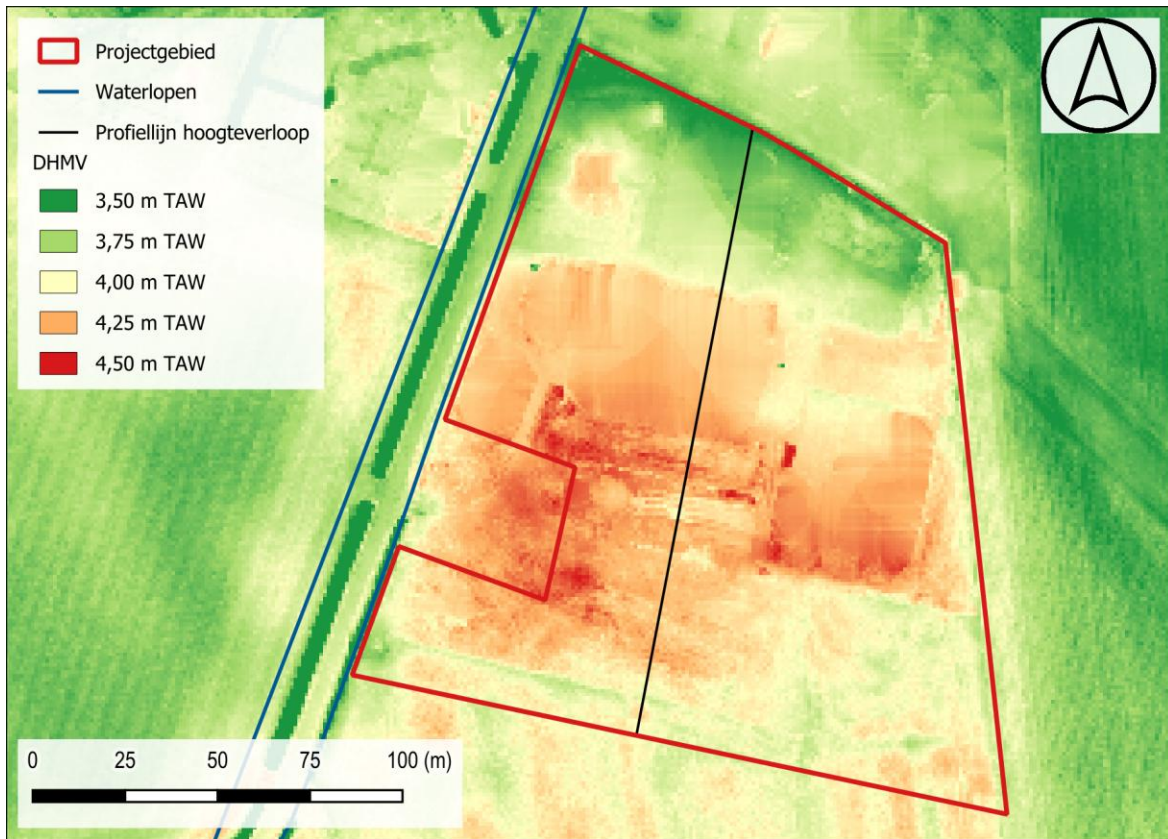 Projectgebied
Waterlopen
Profiellijn hoogteverloop
DHMV
3,50 m TAW
3,75 m TAW
4,00 m TAW
4,25 m TAW
4,50 m TAW
0 25 50 75 100 (m)